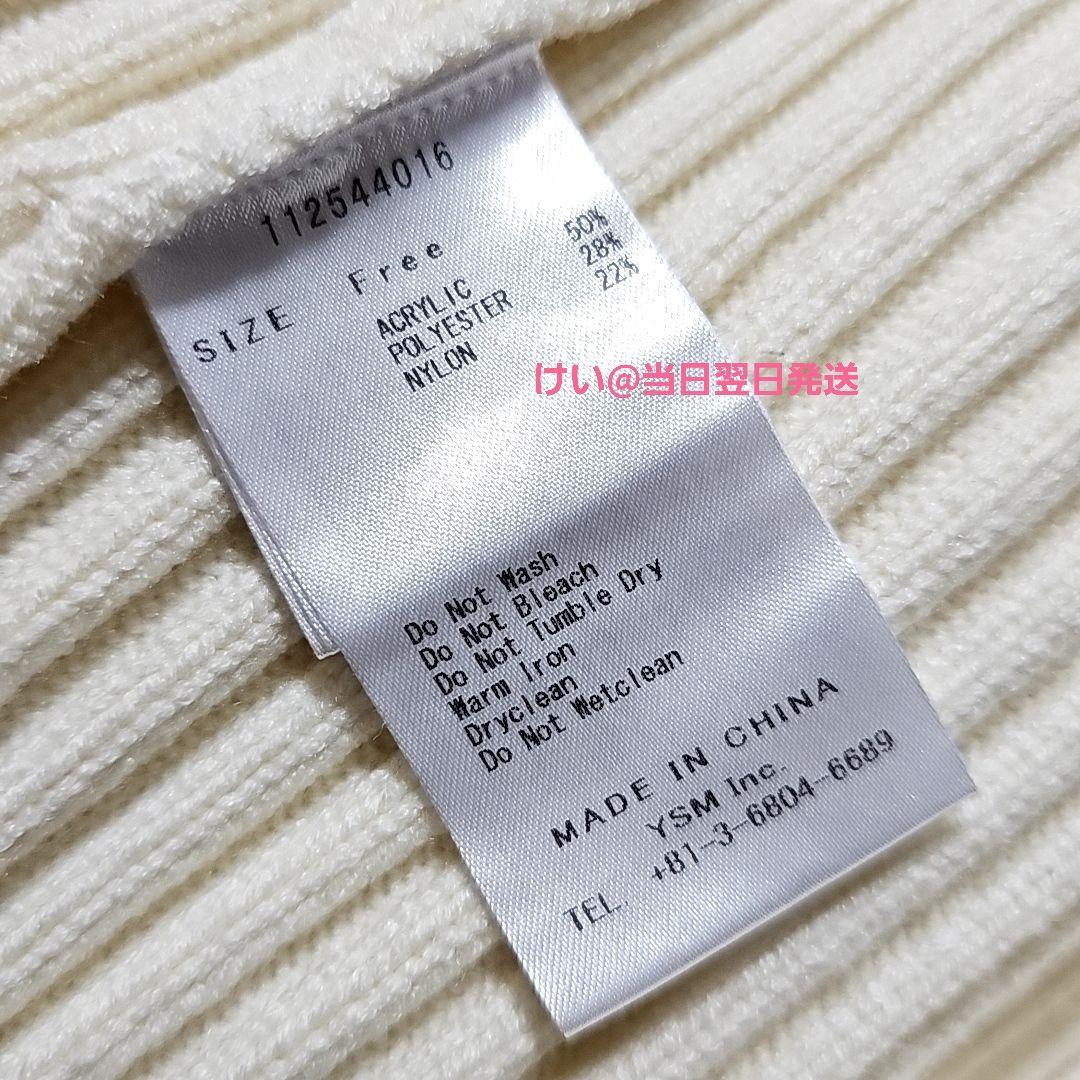 112544016
SIZE Free
ACRYLIC 50%
POLYESTER 28%
NYLON 22%
けい@当日翌日発送
Do Not Wash
Do Not Bleach
Do Not Tumble Dry
Warm Iron
Dryclean
Do Not Wetclean
MADE IN CHINA
YSM Inc.
TEL. +81-3-6804-6689